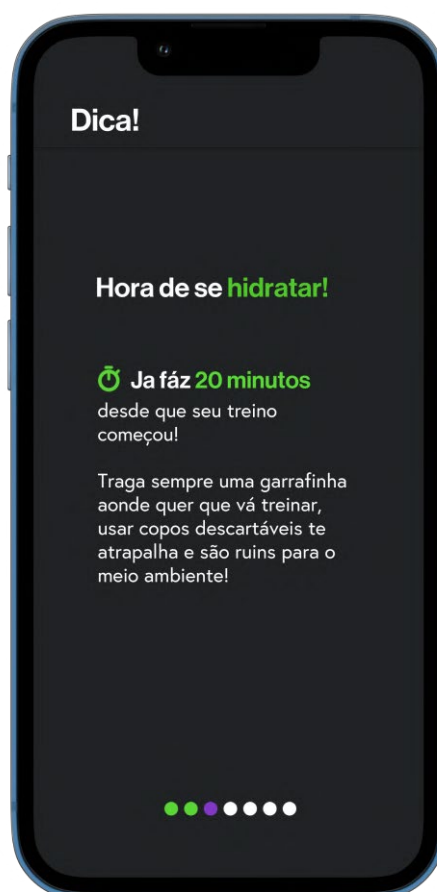 Dica!
Hora de se hidratar!
Ja fáz 20 minutos
desde que seu treino
começou!
Traga sempre uma garrafinha
aonde quer que vá treinar,
usar copos descartáveis te
atrapalha e são ruins para o
meio ambiente!